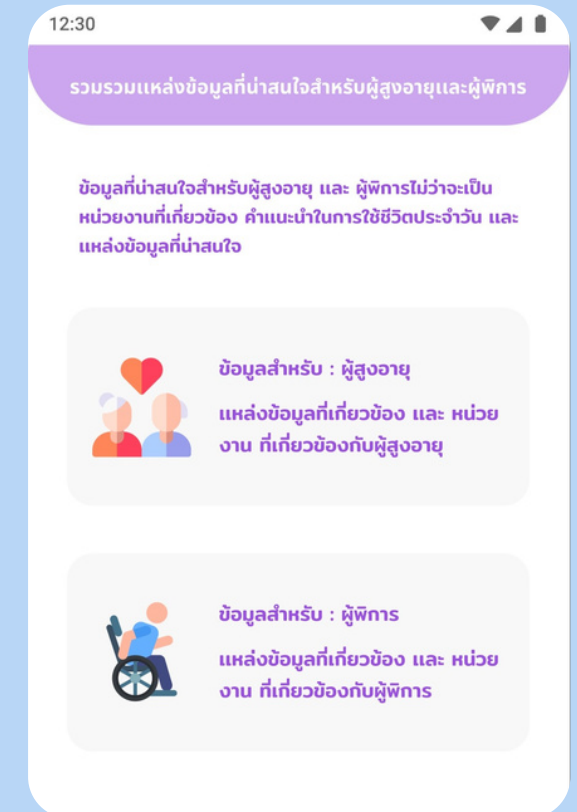 12:30
รวมรวมแหล่งข้อมูลที่น่าสนใจสำหรับผู้สูงอายุและผู้พิการ
ข้อมูลที่น่าสนใจสำหรับผู้สูงอายุ และ ผู้พิการไม่ว่าจะเป็น
หน่วยงานที่เกี่ยวข้อง คำแนะนำในการใช้ชีวิตประจำวัน และ
แหล่งข้อมูลที่น่าสนใจ
ข้อมูลสำหรับ : ผู้สูงอายุ
แหล่งข้อมูลที่เกี่ยวข้อง และ หน่วย
งาน ที่เกี่ยวข้องกับผู้สูงอายุ
ข้อมูลสำหรับ : ผู้พิการ
แหล่งข้อมูลที่เกี่ยวข้อง และ หน่วย
งาน ที่เกี่ยวข้องกับผู้พิการ